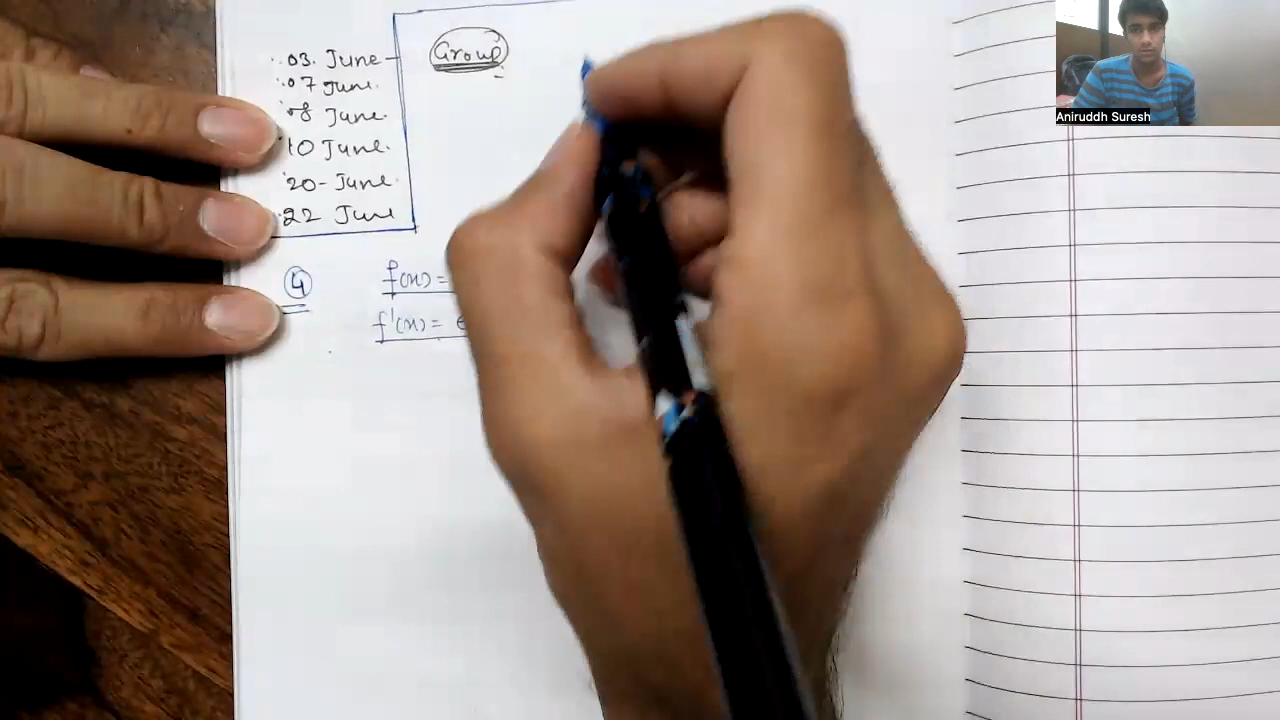 03. June
Group
07 June.
08 June.
10 June.
20- June.
22 June
4
f(x) =
f'(x) = e
Aniruddh Suresh